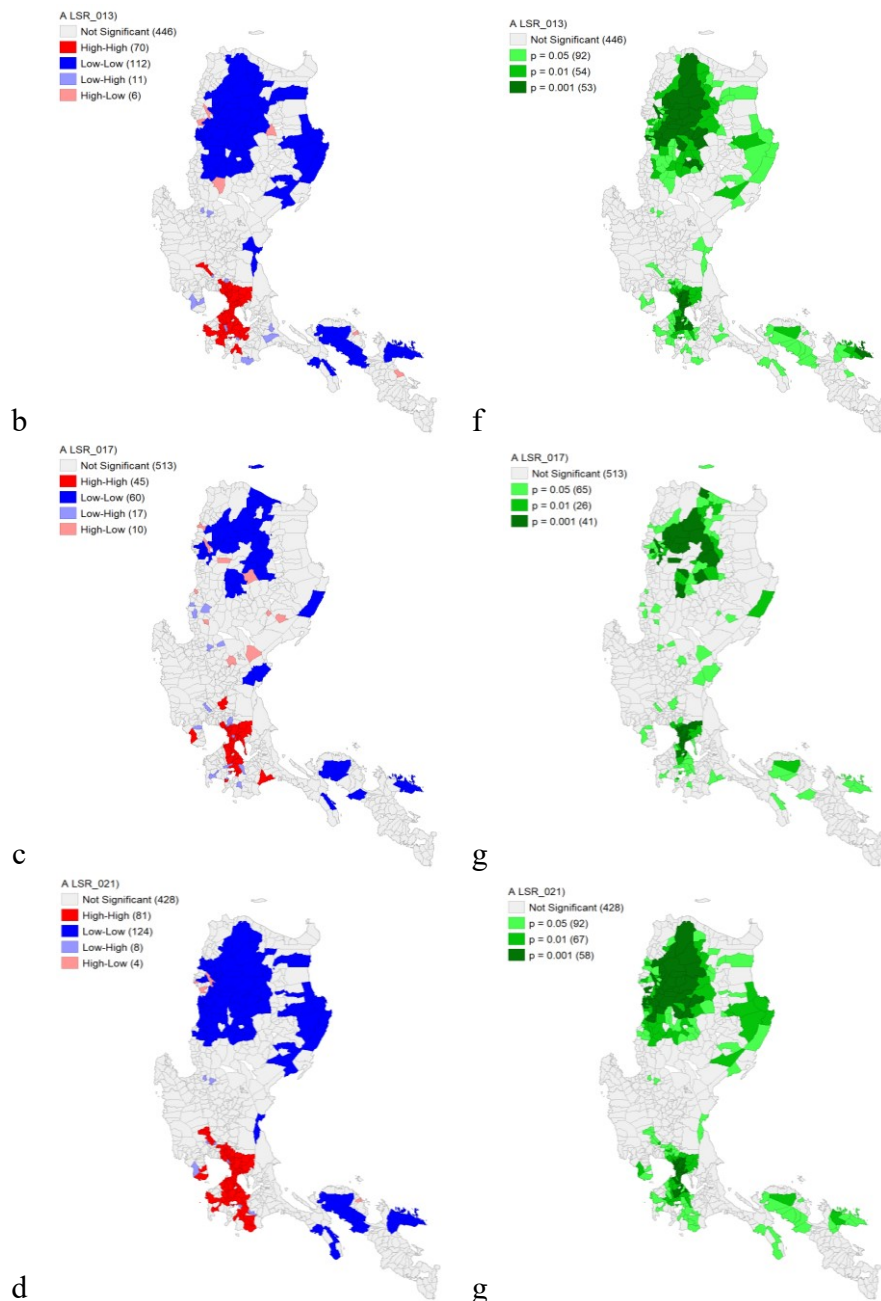 A LSR_013)
Not Significant (446)
High-High (70)
Low-Low (112)
Low-High (11)
High-Low (6)
b
A LSR_013)
Not Significant (446)
p = 0.05 (92)
p = 0.01 (54)
p = 0.001 (53)
f
A LSR_017)
Not Significant (513)
High-High (45)
Low-Low (60)
Low-High (17)
High-Low (10)
c
A LSR_017)
Not Significant (513)
p = 0.05 (65)
p = 0.01 (26)
p = 0.001 (41)
g
A LSR_021)
Not Significant (428)
High-High (81)
Low-Low (124)
Low-High (8)
High-Low (4)
d
A LSR_021)
Not Significant (428)
p = 0.05 (92)
p = 0.01 (67)
p = 0.001 (58)
g